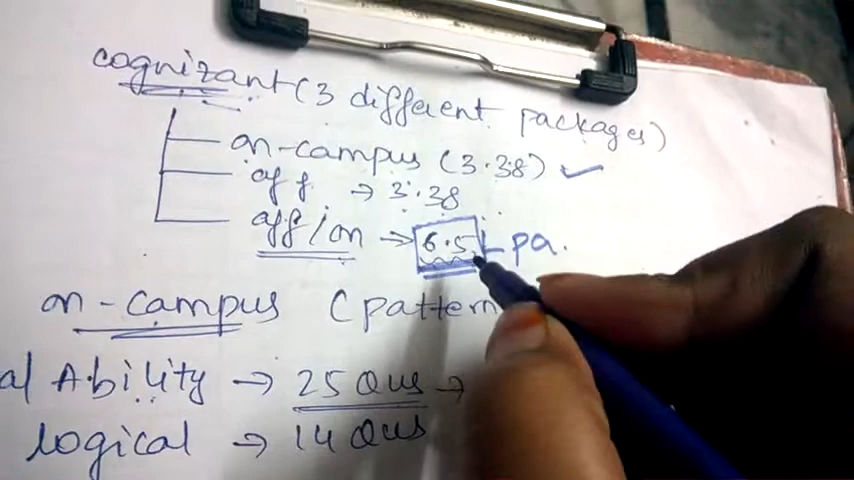 cognizant (3 different packages)
on-campus (3.38) ✓
off → 3.38
off/on → 6.5 Lpa.
on-campus (pattern
al Ability → 25 Qus →
logical → 14 Qus